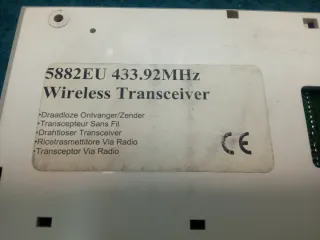 5882EU 433.92MHz
Wireless Transceiver
•Draadloze Ontvanger/Zender
•Transcepteur Sans Fil
•Drahtloser Transceiver
•Ricotrasmettitore Via Radio
•Transceptor Via Radio
CE